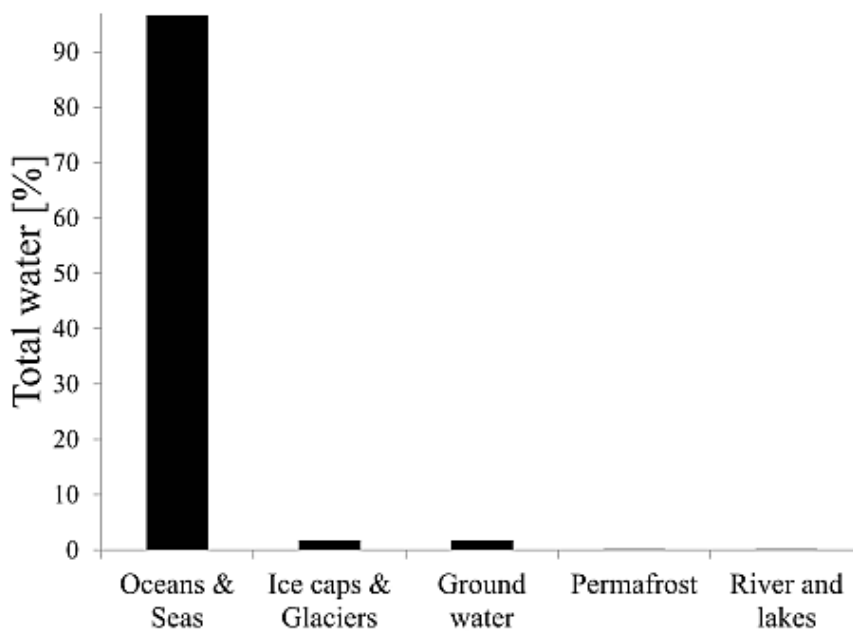 Total water [%]
90
80
70
60
50
40
30
20
10
0
Oceans &
Seas
Ice caps &
Glaciers
Ground
water
Permafrost
River and
lakes